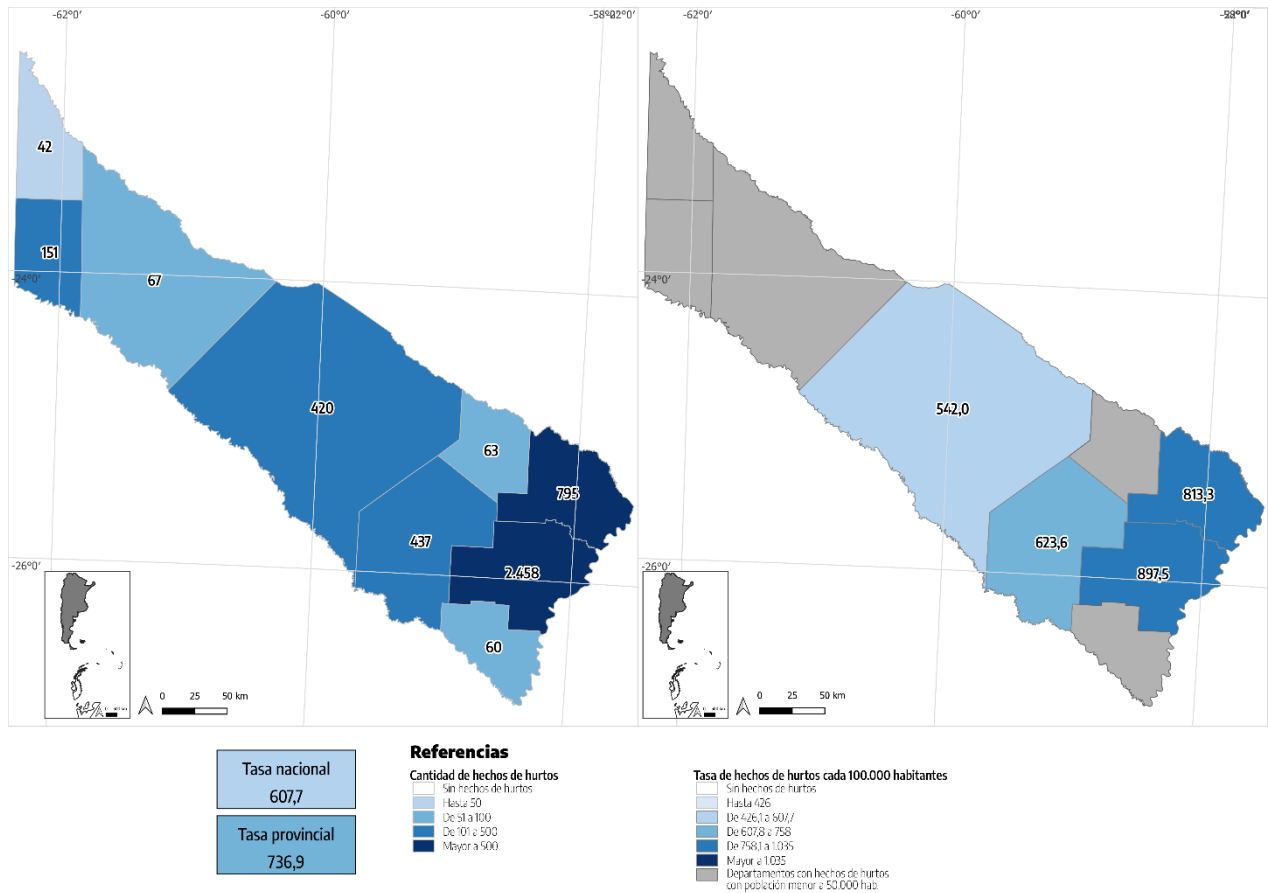 -62°0'
-60°0'
-62°0'
-60°0'
42
151
-24°0'
67
-24°0'
420
542,0
63
795
813,3
437
623,6
-26°0'
2.458
-26°0'
897,5
60
0 25 50 km
0 25 50 km
Tasa nacional
607,7
Tasa provincial
736,9
Referencias
Cantidad de hechos de hurtos
Sin hechos de hurtos
Hasta 50
De 51 a 100
De 101 a 500
Mayor a 500
Tasa de hechos de hurtos cada 100.000 habitantes
Sin hechos de hurtos
Hasta 426
De 426,1 a 607,7
De 607,8 a 758
De 758,1 a 1.035
Mayor a 1.035
Departamentos con hechos de hurtos
con población menor a 50.000 hab.